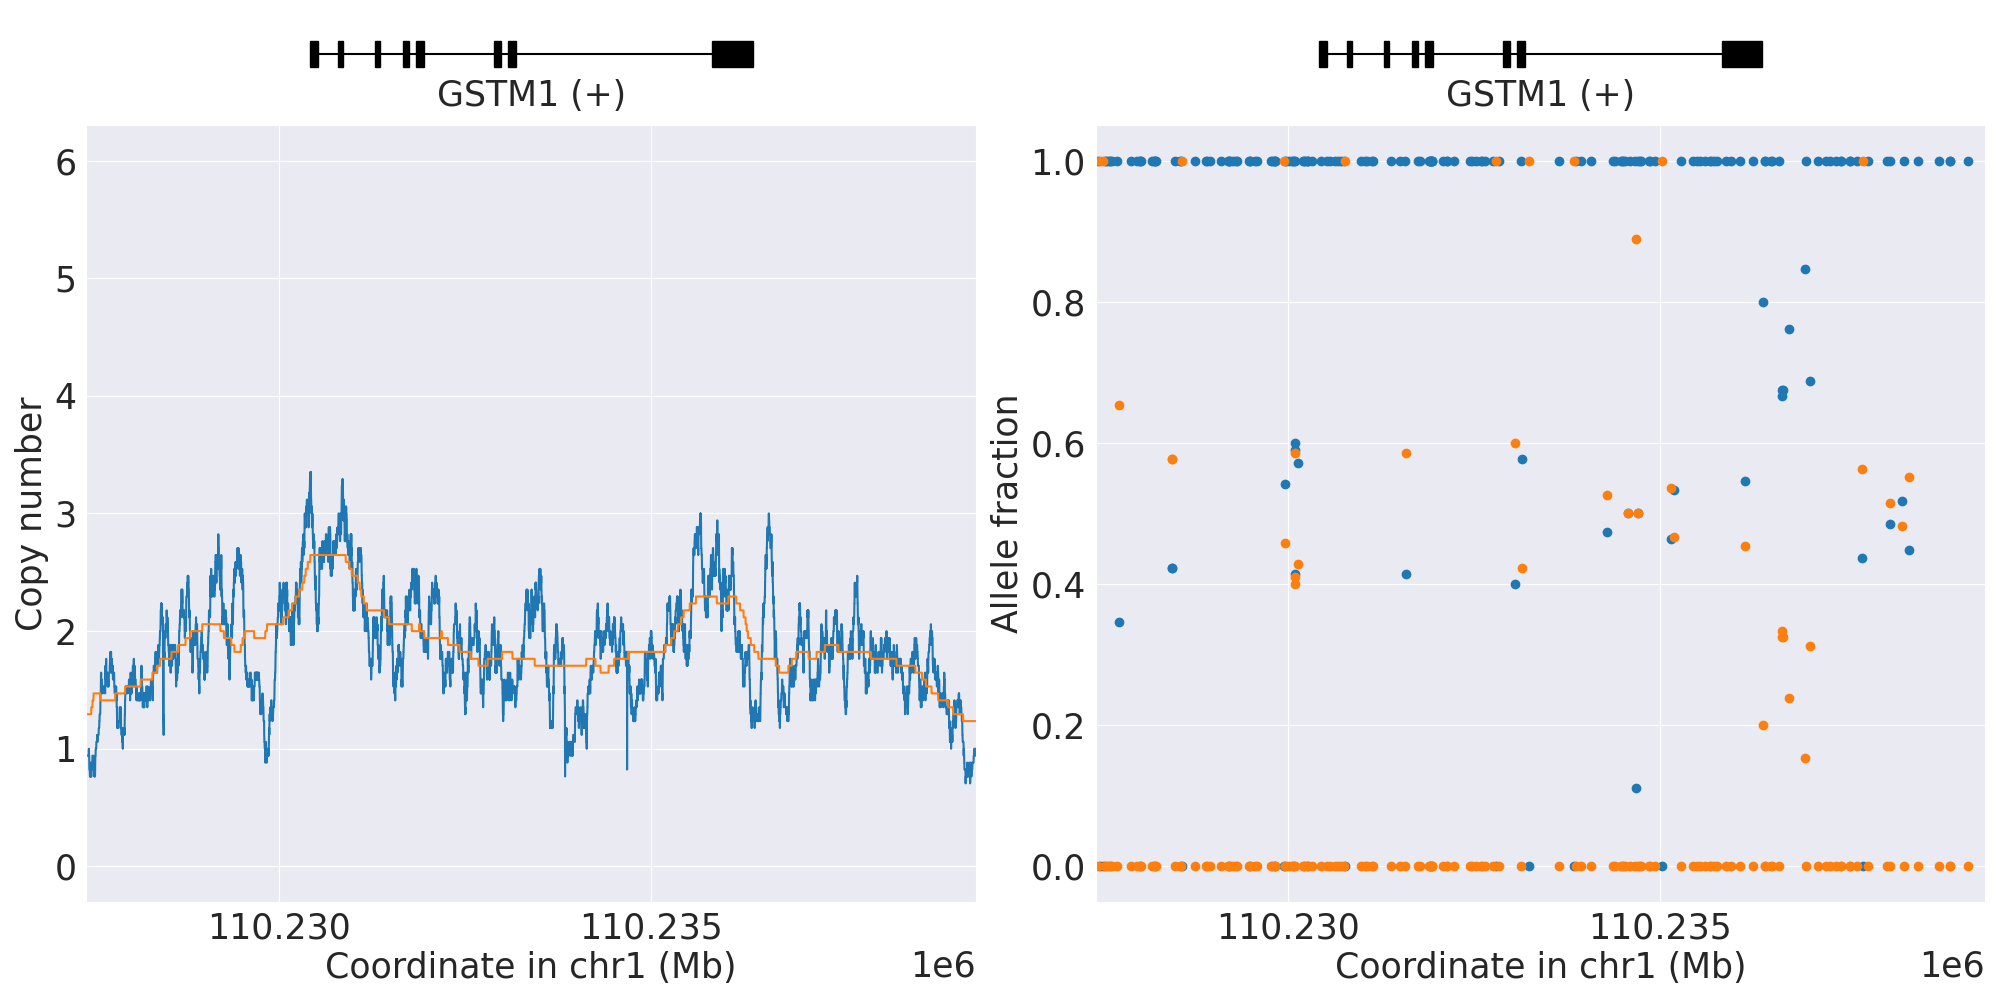 GSTM1 (+)
Copy number
6
5
4
3
2
1
0
110.230
110.235
Coordinate in chr1 (Mb)
1e6
GSTM1 (+)
Allele fraction
1.0
0.8
0.6
0.4
0.2
0.0
110.230
110.235
Coordinate in chr1 (Mb)
1e6